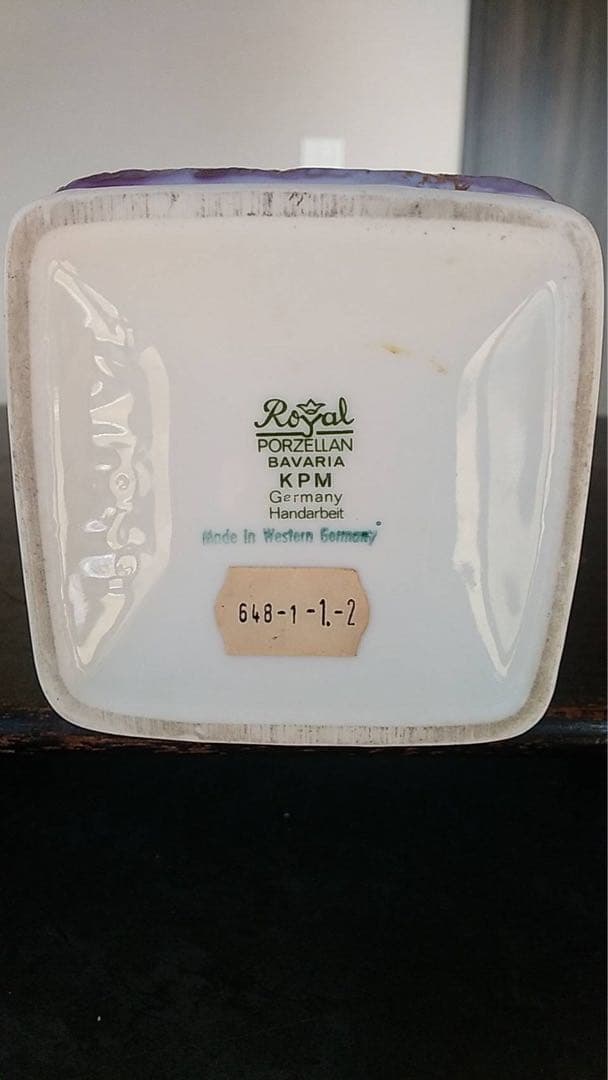 Royal
PORZELLAN
BAVARIA
KPM
Germany
Handarbeit
Made in Western Germany
648-1-1.-2